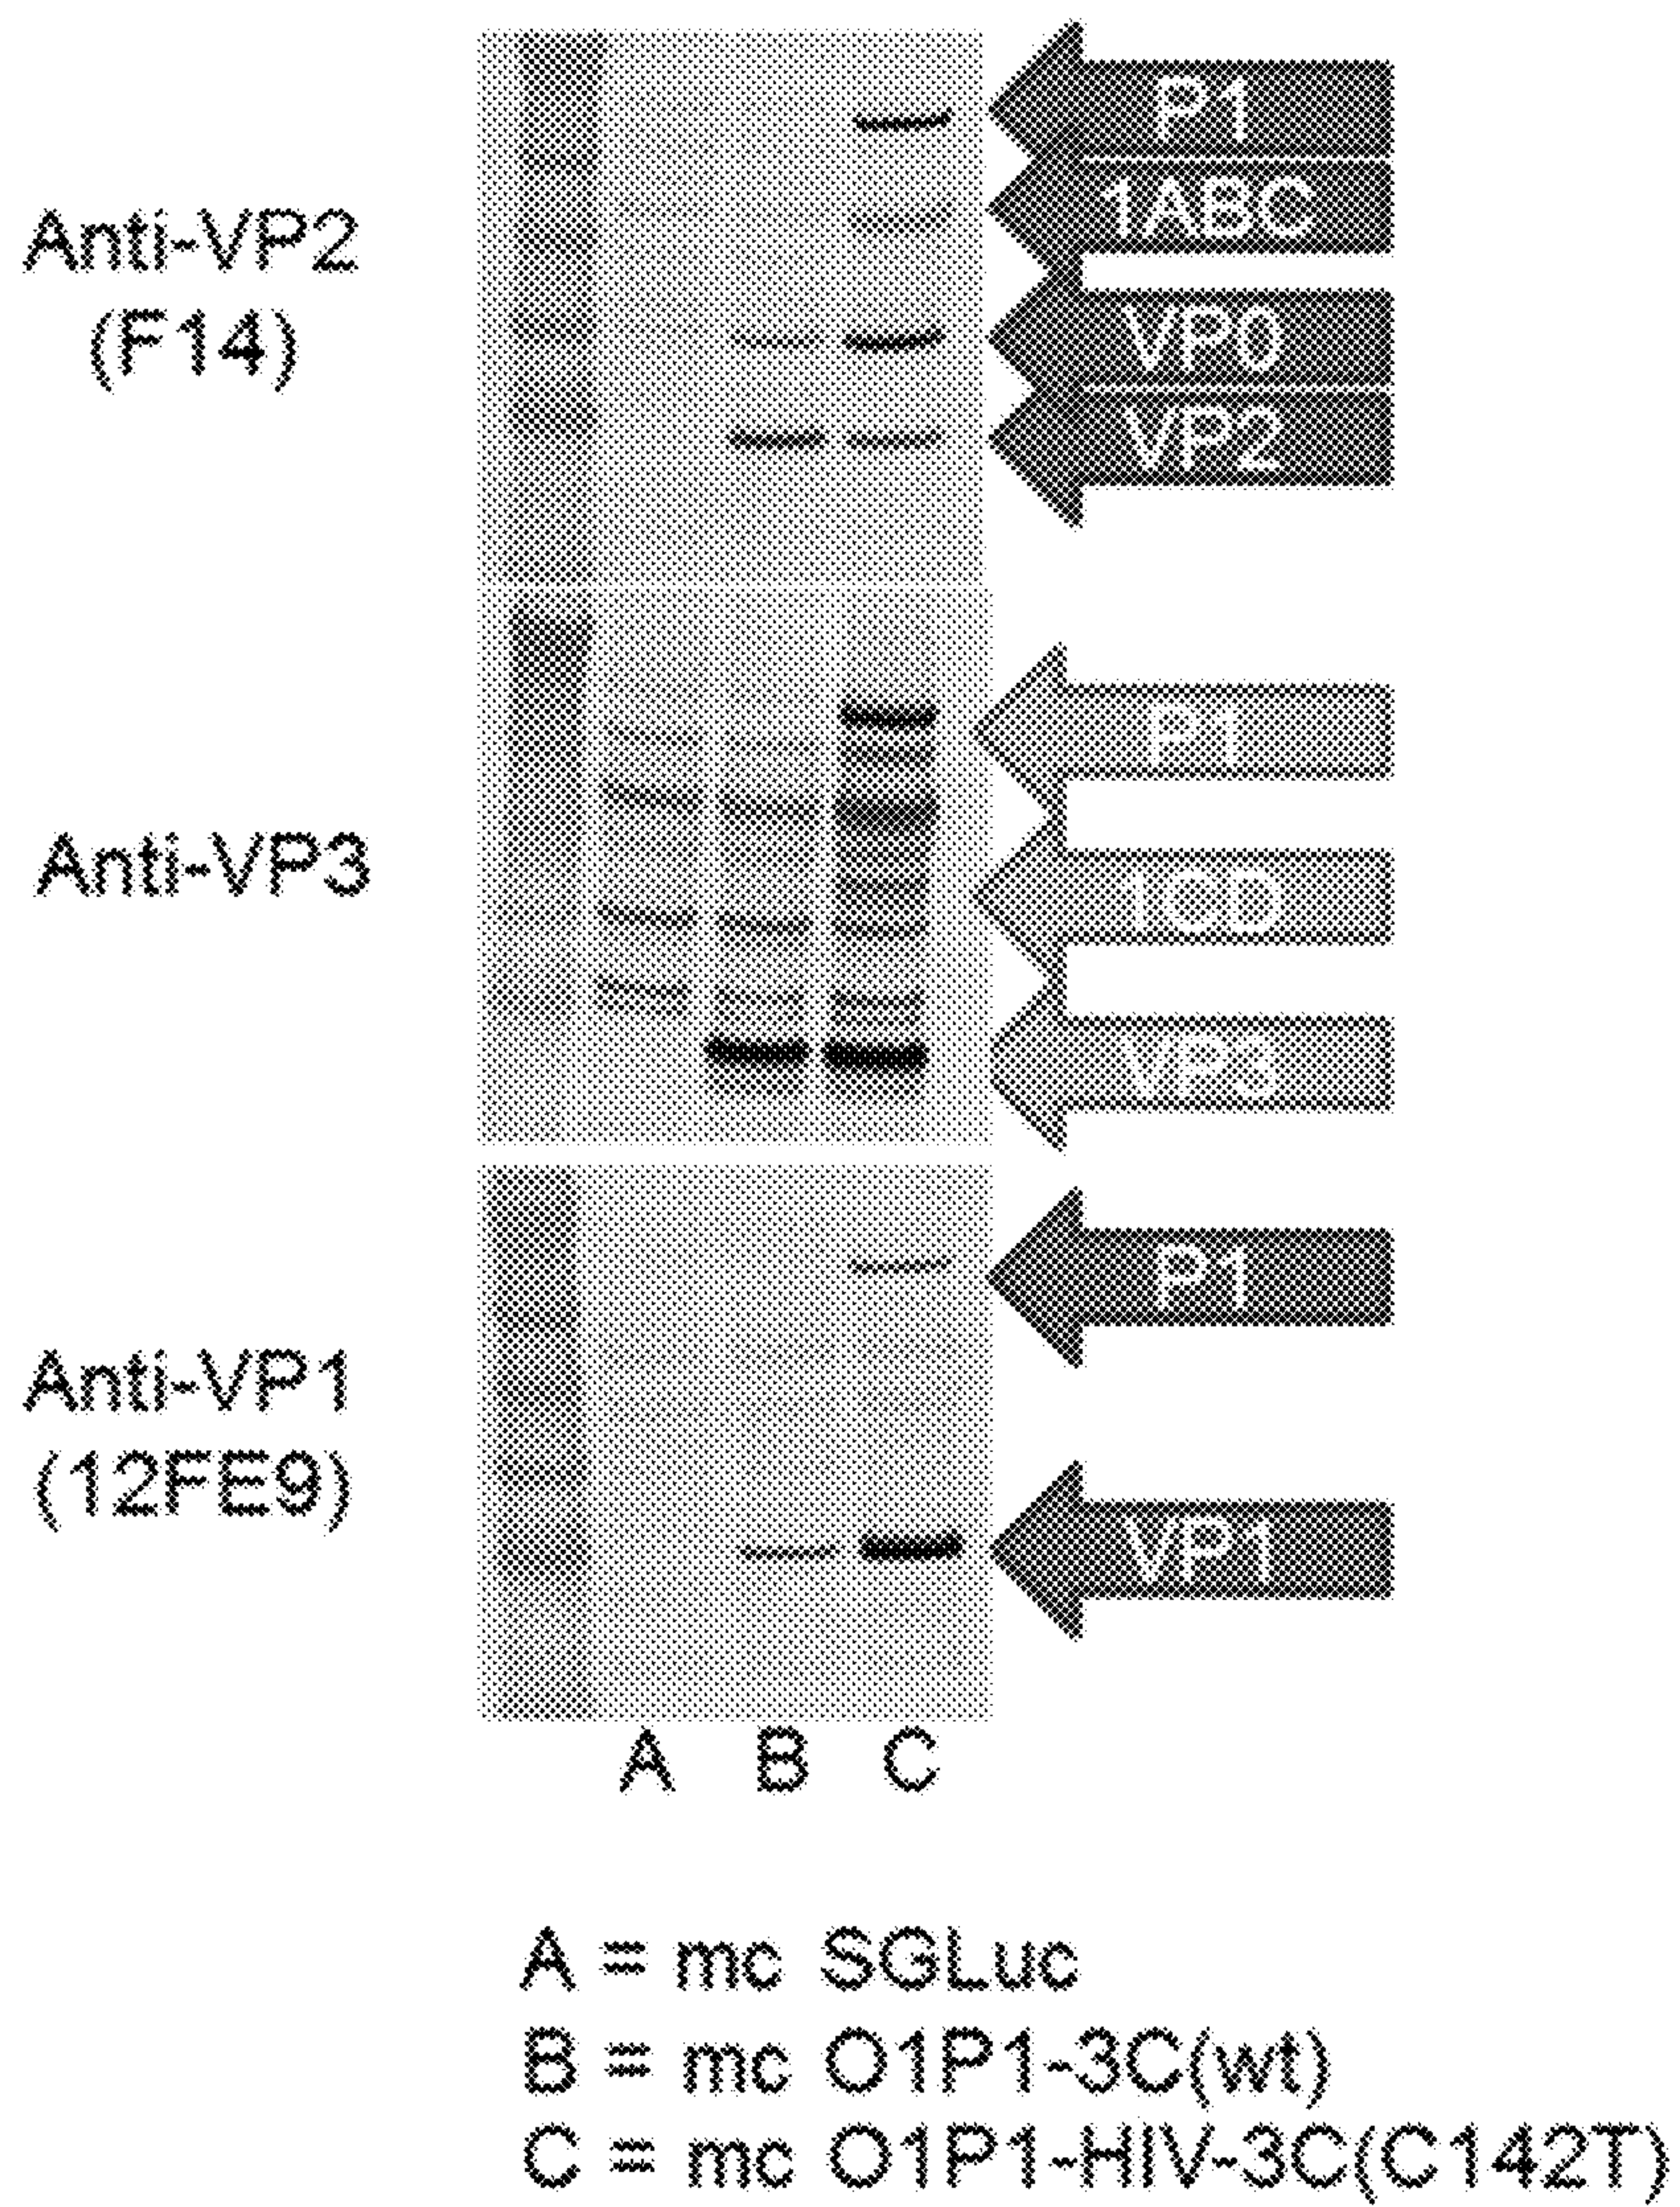 P1
1ABC
Anti-VP2
(F14)
VP0
VP2
P1
Anti-VP3
1CD
VP3
P1
Anti-VP1
(12FE9)
VP1
A B C
A = mc SGLuc
B = mc O1P1-3C(wt)
C = mc O1P1-HIV-3C(C142T)